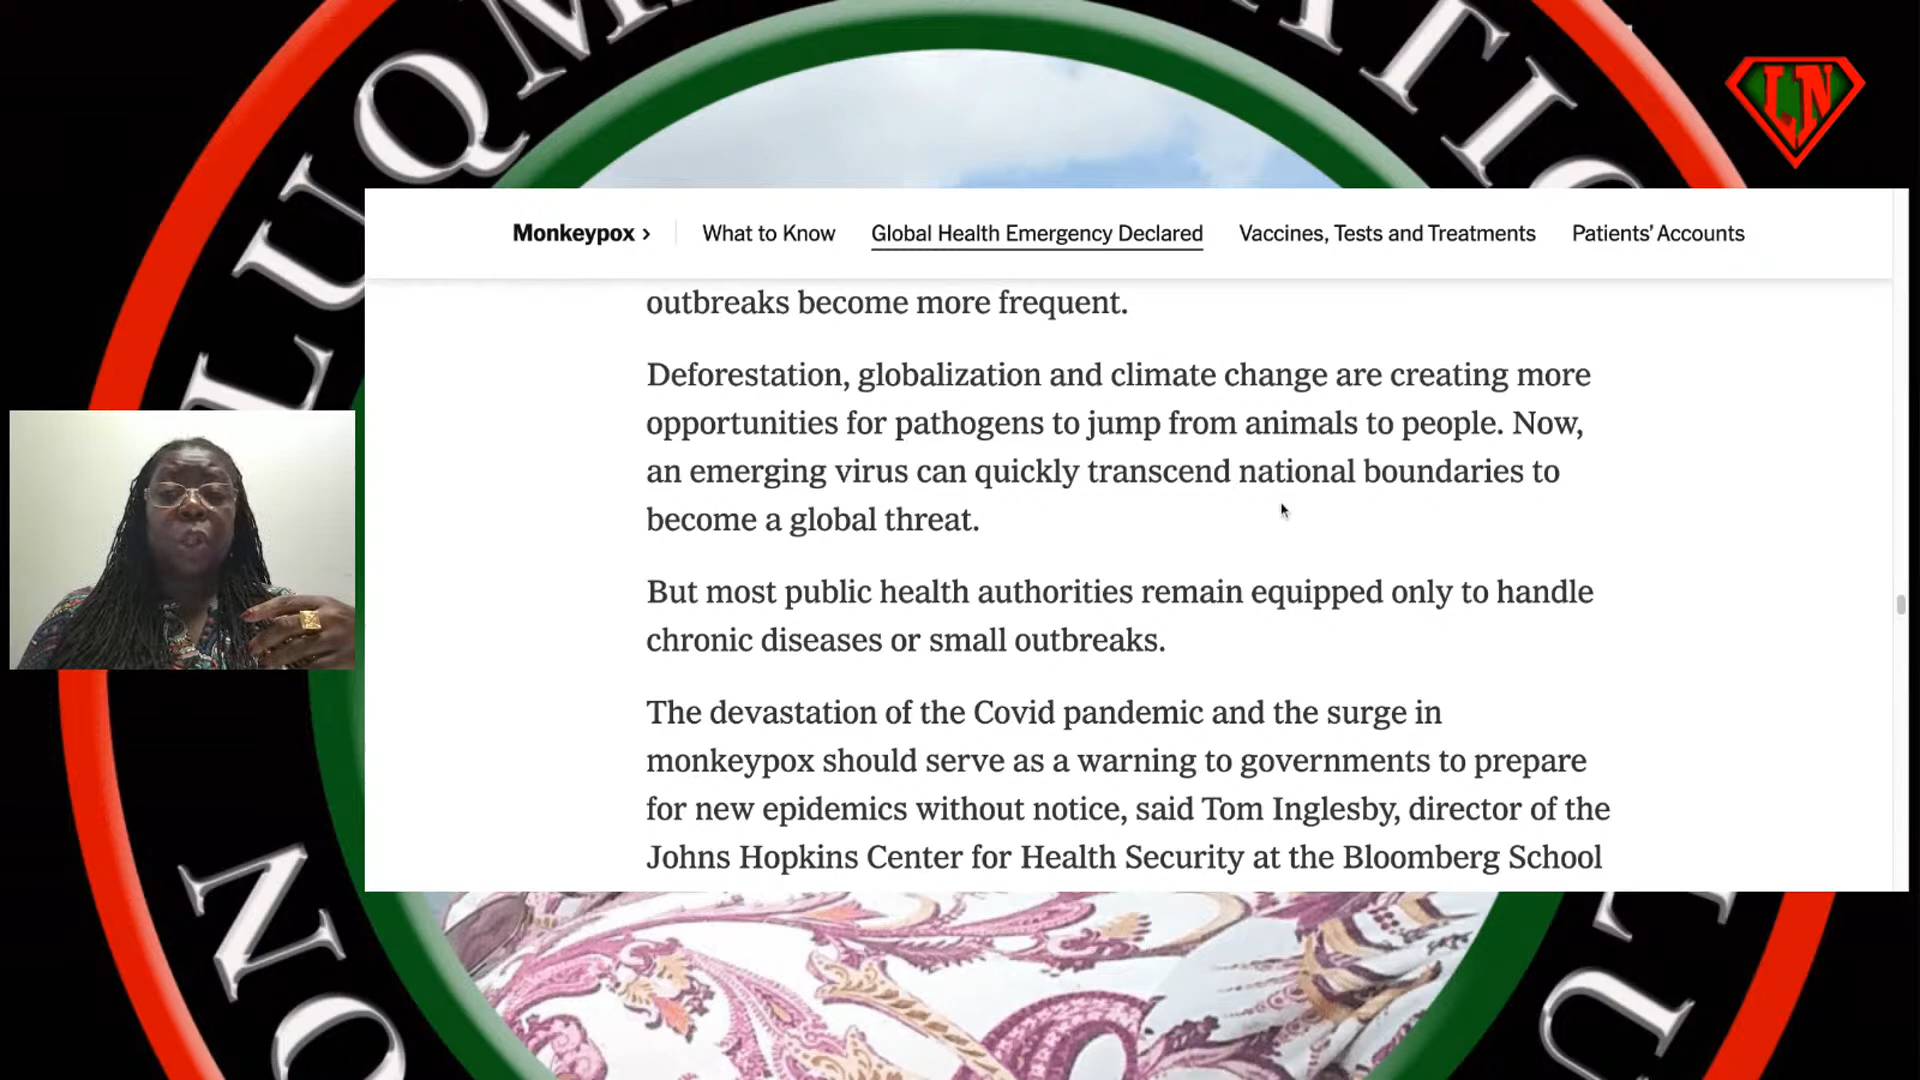 LUQM
ATIO
LN
Monkeypox ›
What to Know
Global Health Emergency Declared
Vaccines, Tests and Treatments
Patients' Accounts
outbreaks become more frequent.
Deforestation, globalization and climate change are creating more
opportunities for pathogens to jump from animals to people. Now,
an emerging virus can quickly transcend national boundaries to
become a global threat.
But most public health authorities remain equipped only to handle
chronic diseases or small outbreaks.
The devastation of the Covid pandemic and the surge in
monkeypox should serve as a warning to governments to prepare
for new epidemics without notice, said Tom Inglesby, director of the
Johns Hopkins Center for Health Security at the Bloomberg School